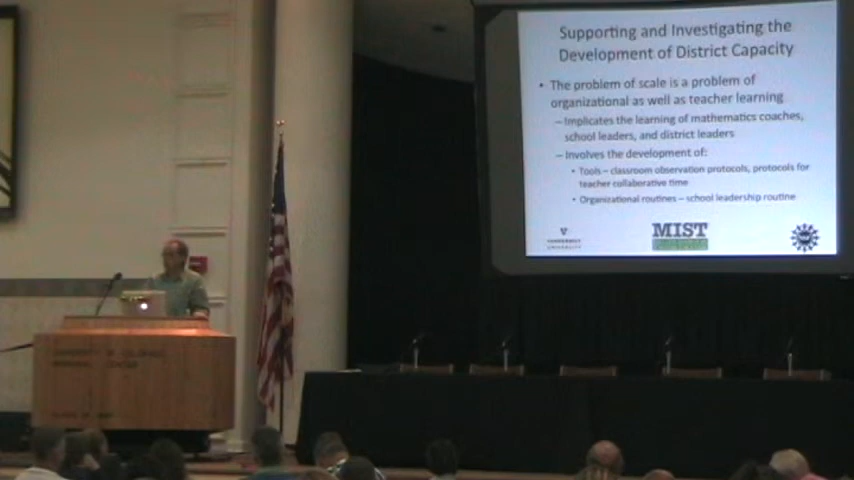 Supporting and Investigating the
Development of District Capacity
• The problem of scale is a problem of
organizational as well as teacher learning
– Implicates the learning of mathematics coaches,
school leaders, and district leaders
– Involves the development of:
• Tools – classroom observation protocols, protocols for
teacher collaborative time
• Organizational routines – school leadership routine
VANDERBILT
UNIVERSITY
MIST